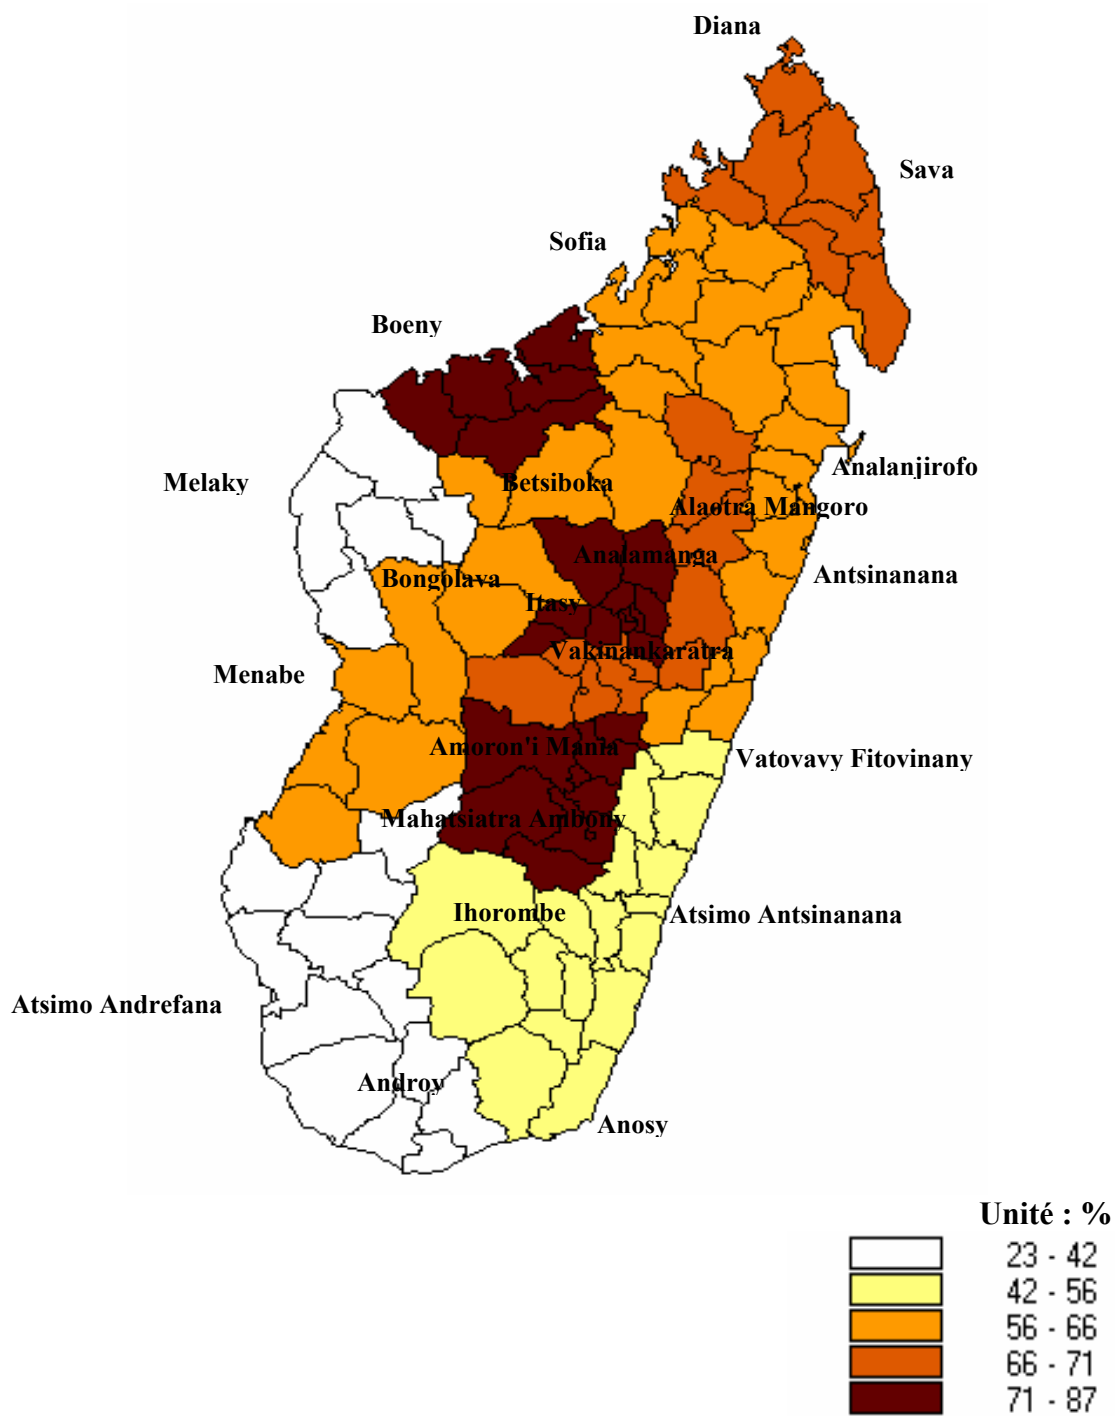 Diana
Sava
Sofia
Boeny
Melaky
Analanjirofo
Betsiboka
Alaotra Mangoro
Analamanga
Bongolava
Antsinanana
Itasy
Vakinankaratra
Menabe
Amoron'i Mania
Vatovavy Fitovinany
Mahatsiatra Ambony
Ihorombe
Atsimo Antsinanana
Atsimo Andrefana
Androy
Anosy
Unité : %
23 - 42
42 - 56
56 - 66
66 - 71
71 - 87